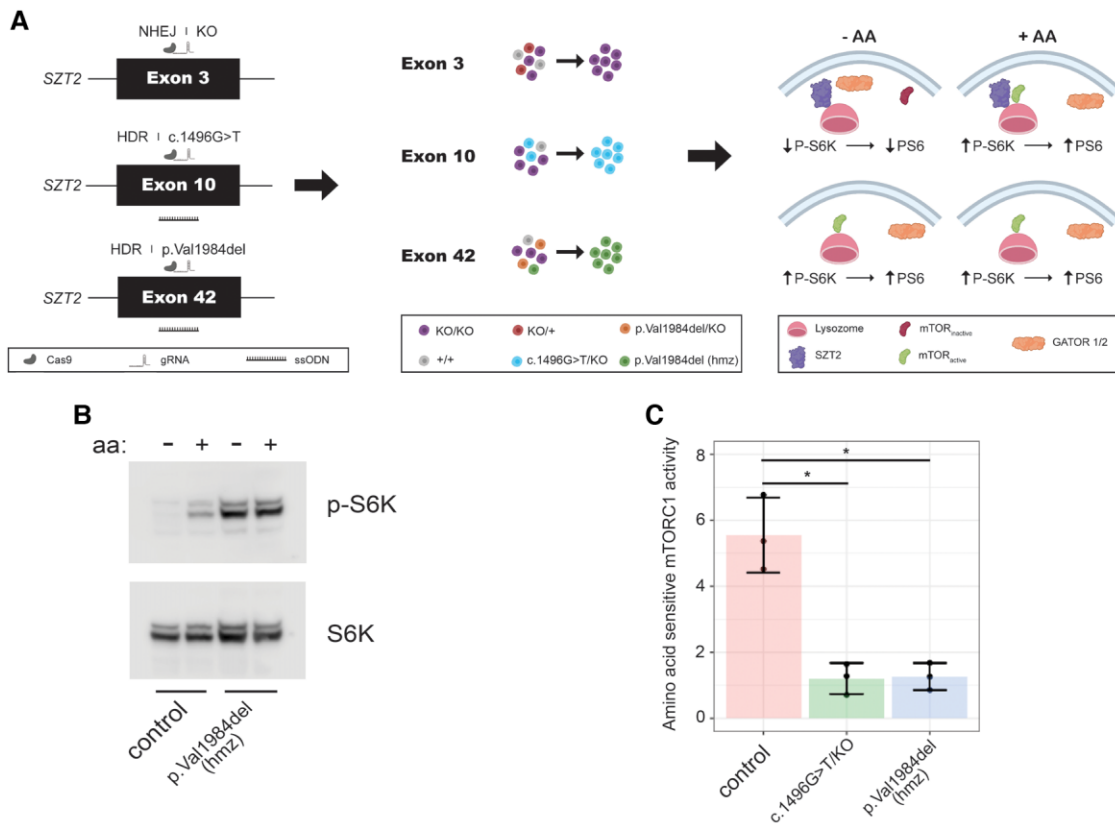 A
NHEJ KO
SZT2 Exon 3
HDR c.1496G>T
SZT2 Exon 10
HDR p.Val1984del
SZT2 Exon 42
Cas9 gRNA ssODN
Exon 3
Exon 10
Exon 42
KO/KO KO/+ p.Val1984del/KO
+/+ c.1496G>T/KO p.Val1984del (hmz)
- AA + AA
↓P-S6K → ↓PS6 ↑P-S6K → ↑PS6
↑P-S6K → ↑PS6 ↑P-S6K → ↑PS6
Lysozome mTORinactive GATOR 1/2
SZT2 mTORactive
B
aa: - + - +
p-S6K
S6K
control
p.Val1984del
(hmz)
C
Amino acid sensitive mTORC1 activity
8
6
4
2
0
*
*
control
c.1496G>T/KO
p.Val1984del
(hmz)